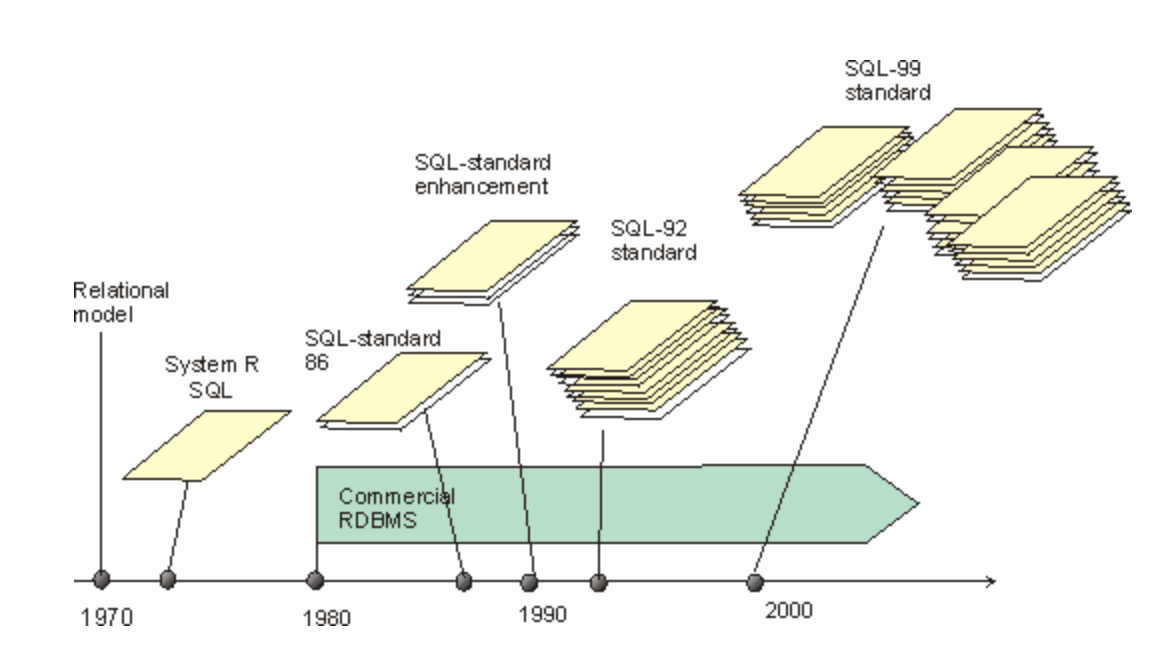 SQL-99
standard
SQL-standard
enhancement
SQL-92
standard
Relational
model
SQL-standard
86
System R
SQL
Commercial
RDBMS
1970
1980
1990
2000